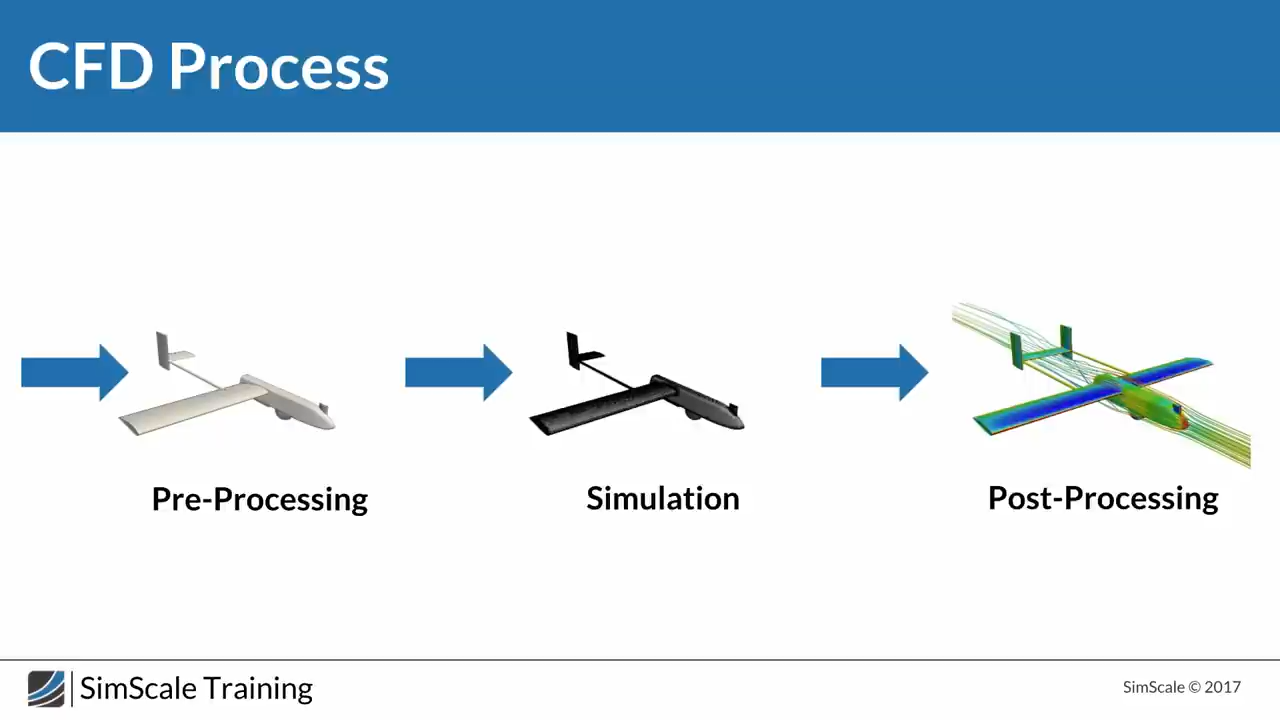 CFD Process
Pre-Processing
Simulation
Post-Processing
SimScale Training
SimScale © 2017